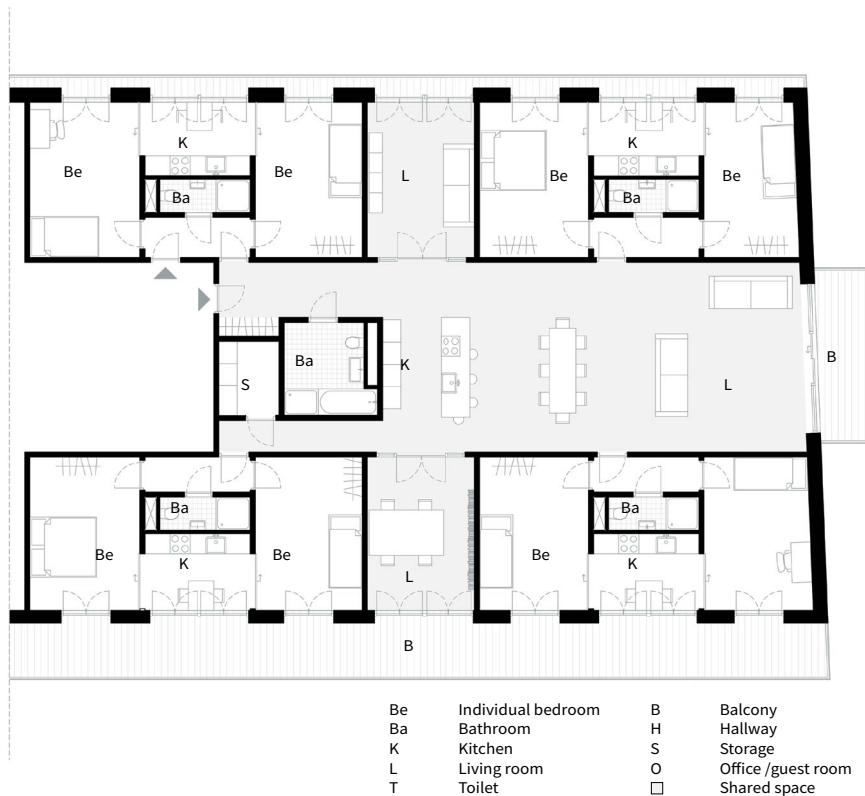 K
K
Be
Be
L
Be
Be
Ba
Ba
B
Ba
K
S
L
Ba
Ba
Be
Be
Be
K
K
L
B
Be Individual bedroom B Balcony
Ba Bathroom H Hallway
K Kitchen S Storage
L Living room O Office /guest room
T Toilet Shared space